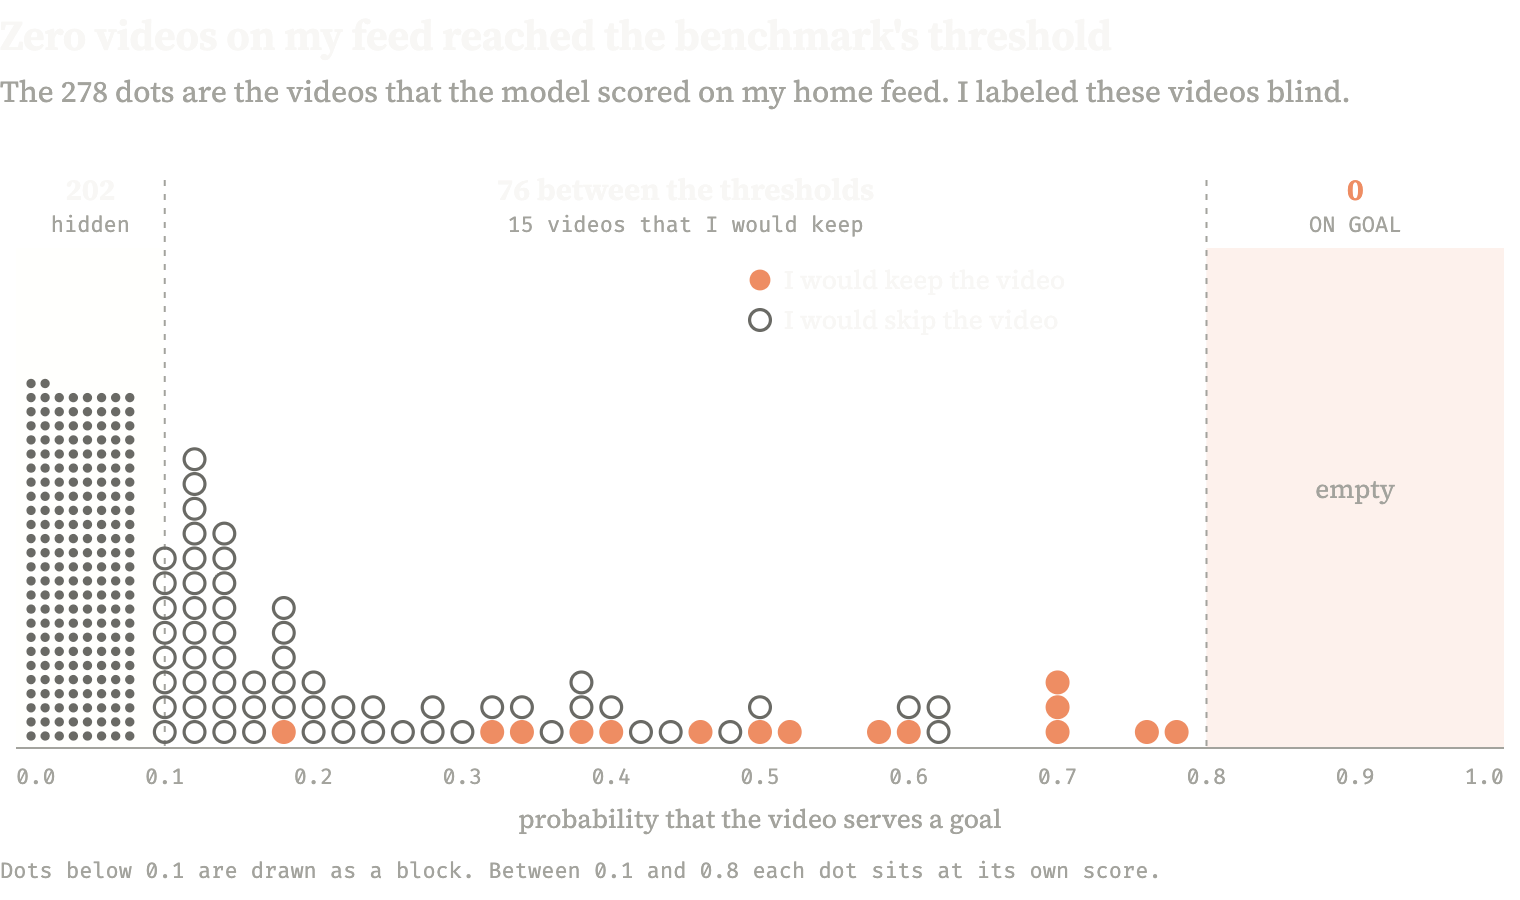 Zero videos on my feed reached the benchmark's threshold
The 278 dots are the videos that the model scored on my home feed. I labeled these videos blind.
202
hidden
76 between the thresholds
15 videos that I would keep
0
ON GOAL
I would keep the video
I would skip the video
empty
0.0 0.1 0.2 0.3 0.4 0.5 0.6 0.7 0.8 0.9 1.0
probability that the video serves a goal
Dots below 0.1 are drawn as a block. Between 0.1 and 0.8 each dot sits at its own score.